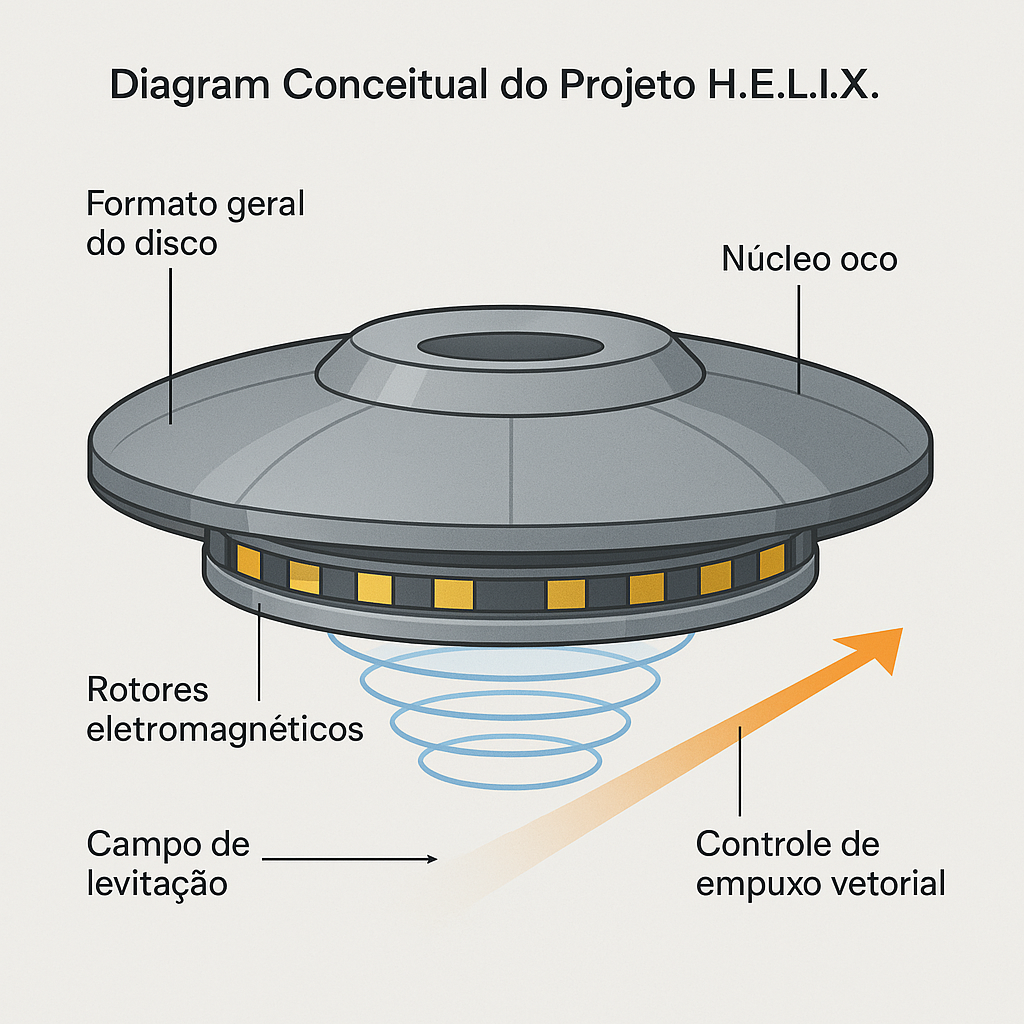 Diagram Conceitual do Projeto H.E.L.I.X.
Formato geral
do disco
Núcleo oco
Rotores
eletromagnéticos
Campo de
levitação
Controle de
empuxo vetorial